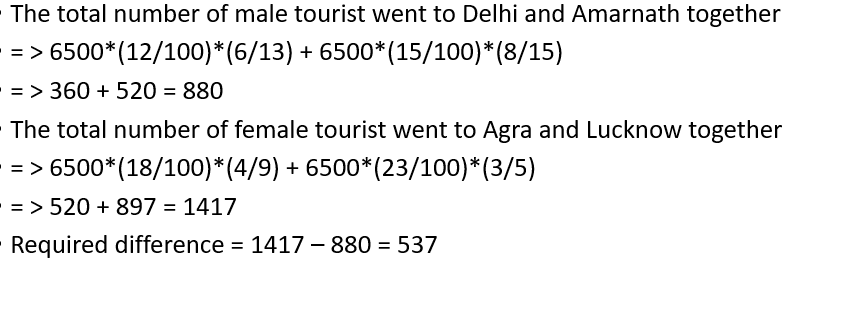 • The total number of male tourist went to Delhi and Amarnath together
• = > 6500*(12/100)*(6/13) + 6500*(15/100)*(8/15)
• = > 360 + 520 = 880
• The total number of female tourist went to Agra and Lucknow together
• = > 6500*(18/100)*(4/9) + 6500*(23/100)*(3/5)
• = > 520 + 897 = 1417
• Required difference = 1417 – 880 = 537